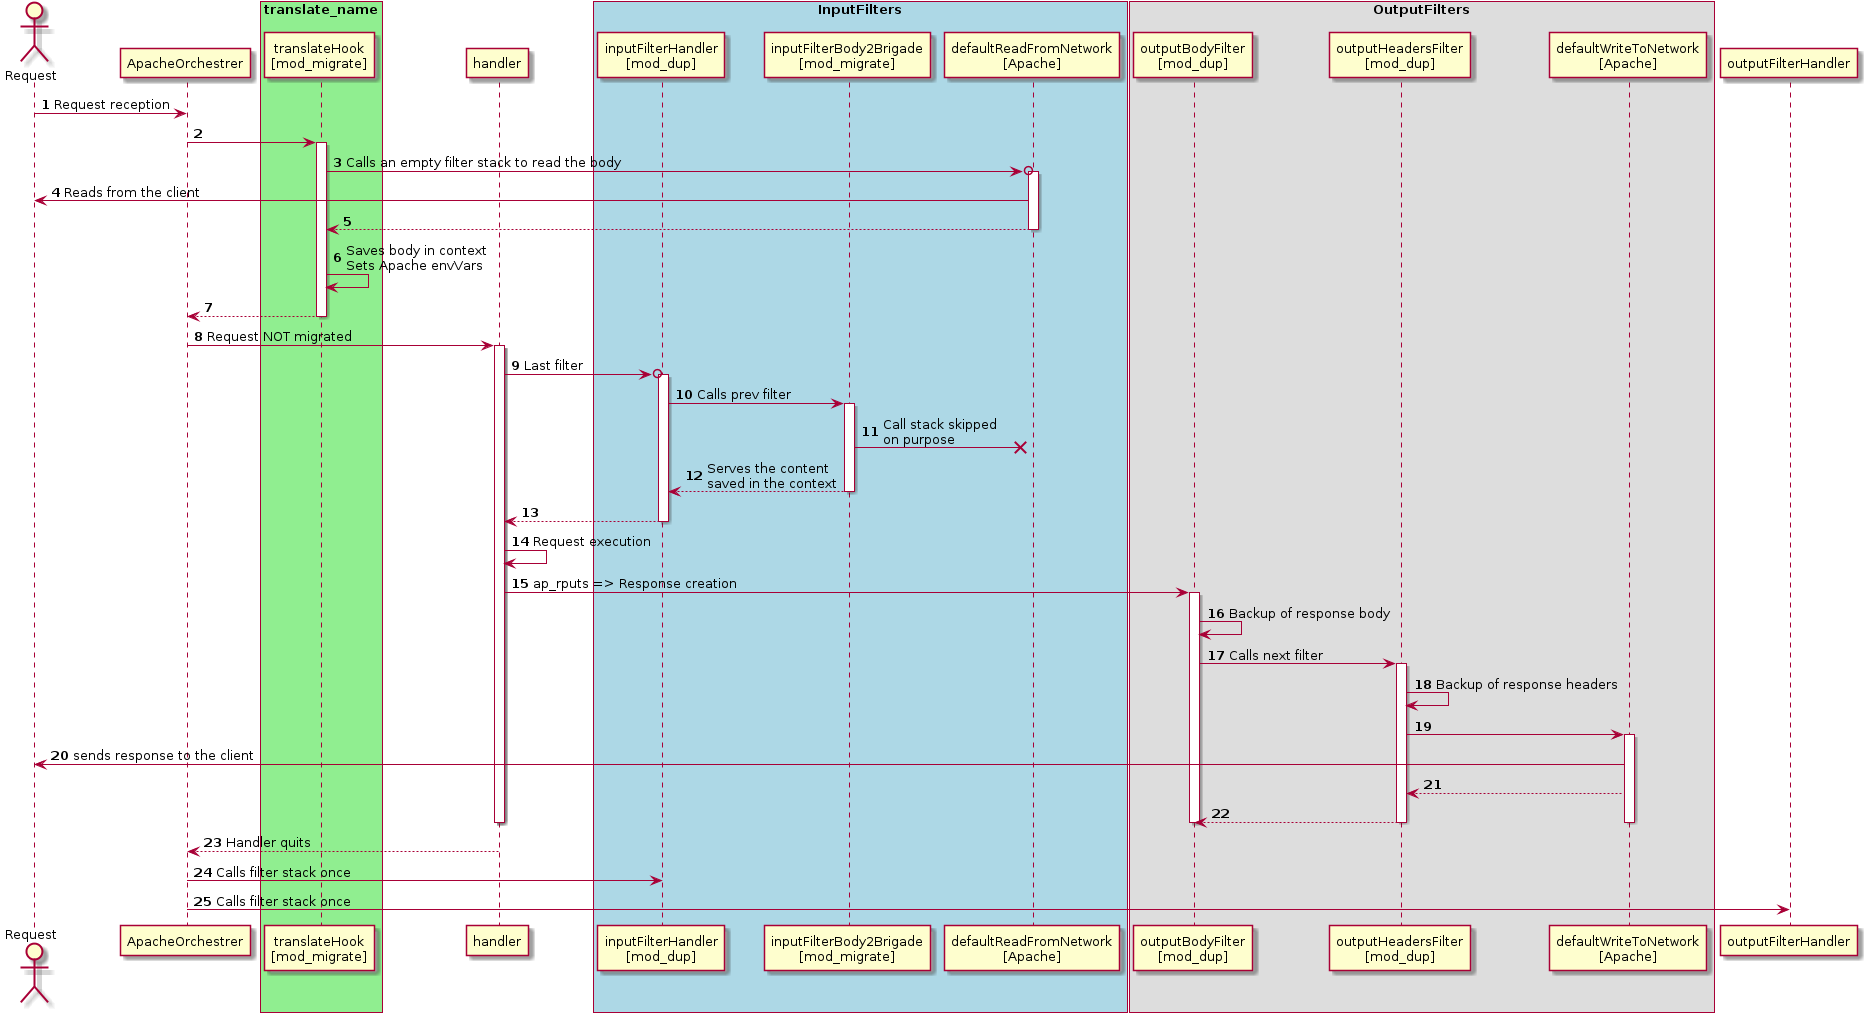 translate_name
InputFilters
OutputFilters
Request
ApacheOrchestrer
translateHook
[mod_migrate]
handler
inputFilterHandler
[mod_dup]
inputFilterBody2Brigade
[mod_migrate]
defaultReadFromNetwork
[Apache]
outputBodyFilter
[mod_dup]
outputHeadersFilter
[mod_dup]
defaultWriteToNetwork
[Apache]
outputFilterHandler
1 Request reception
2
3 Calls an empty filter stack to read the body
4 Reads from the client
5
6 Saves body in context
Sets Apache envVars
7
8 Request NOT migrated
9 Last filter
10 Calls prev filter
11 Call stack skipped
on purpose
12 Serves the content
saved in the context
13
14 Request execution
15 ap_rputs => Response creation
16 Backup of response body
17 Calls next filter
18 Backup of response headers
19
20 sends response to the client
21
22
23 Handler quits
24 Calls filter stack once
25 Calls filter stack once
Request
ApacheOrchestrer
translateHook
[mod_migrate]
handler
inputFilterHandler
[mod_dup]
inputFilterBody2Brigade
[mod_migrate]
defaultReadFromNetwork
[Apache]
outputBodyFilter
[mod_dup]
outputHeadersFilter
[mod_dup]
defaultWriteToNetwork
[Apache]
outputFilterHandler